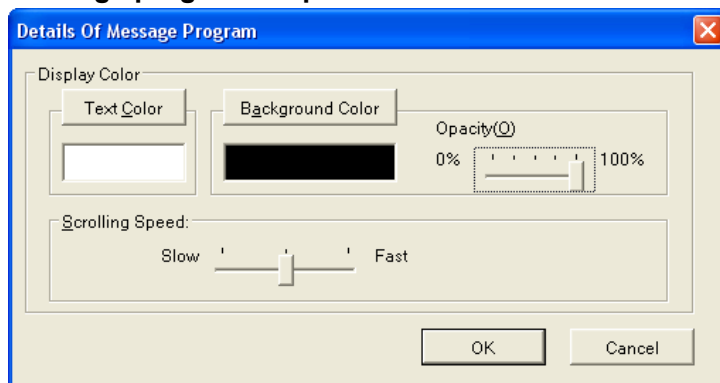 Details Of Message Program
Display Color
Text Color
Background Color
Opacity(O)
0%
100%
Scrolling Speed:
Slow
Fast
OK
Cancel